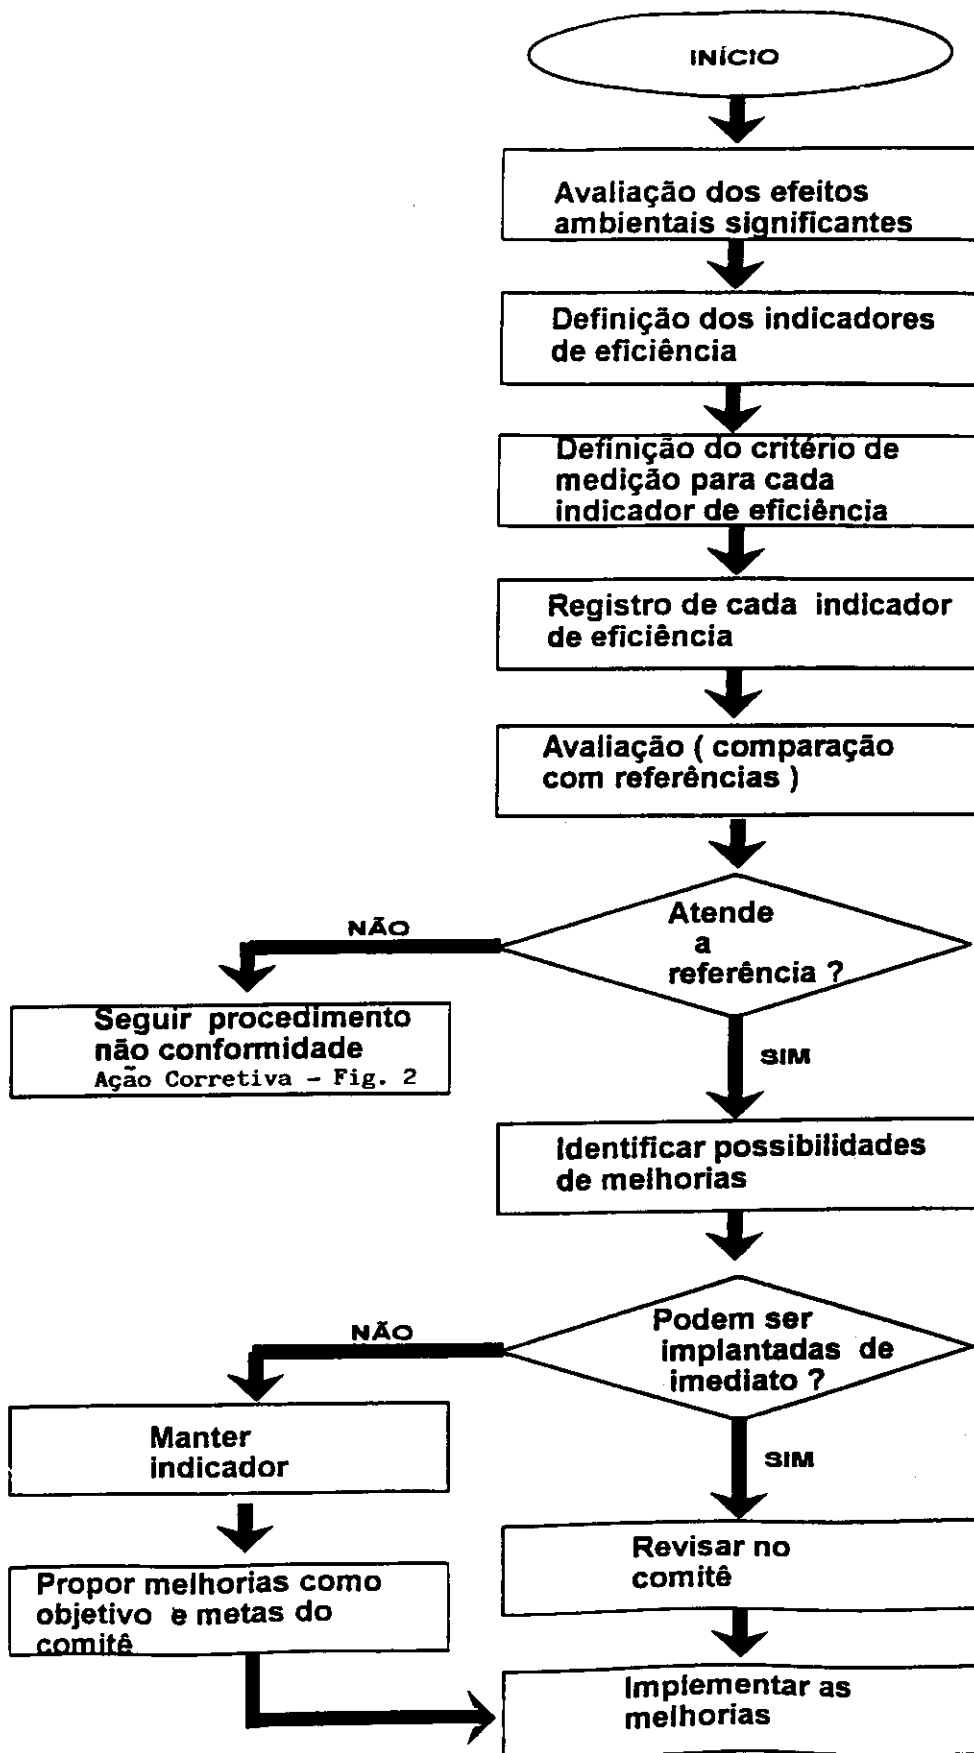 INÍCIO
Avaliação dos efeitos
ambientais significantes
Definição dos indicadores
de eficiência
Definição do critério de
medição para cada
indicador de eficiência
Registro de cada indicador
de eficiência
Avaliação ( comparação
com referências )
Atende
a
referência ?
NÃO
Seguir procedimento
não conformidade
Ação Corretiva - Fig. 2
SIM
Identificar possibilidades
de melhorias
Podem ser
implantadas de
imediato ?
NÃO
Manter
indicador
SIM
Revisar no
comitê
Propor melhorias como
objetivo e metas do
comitê
Implementar as
melhorias